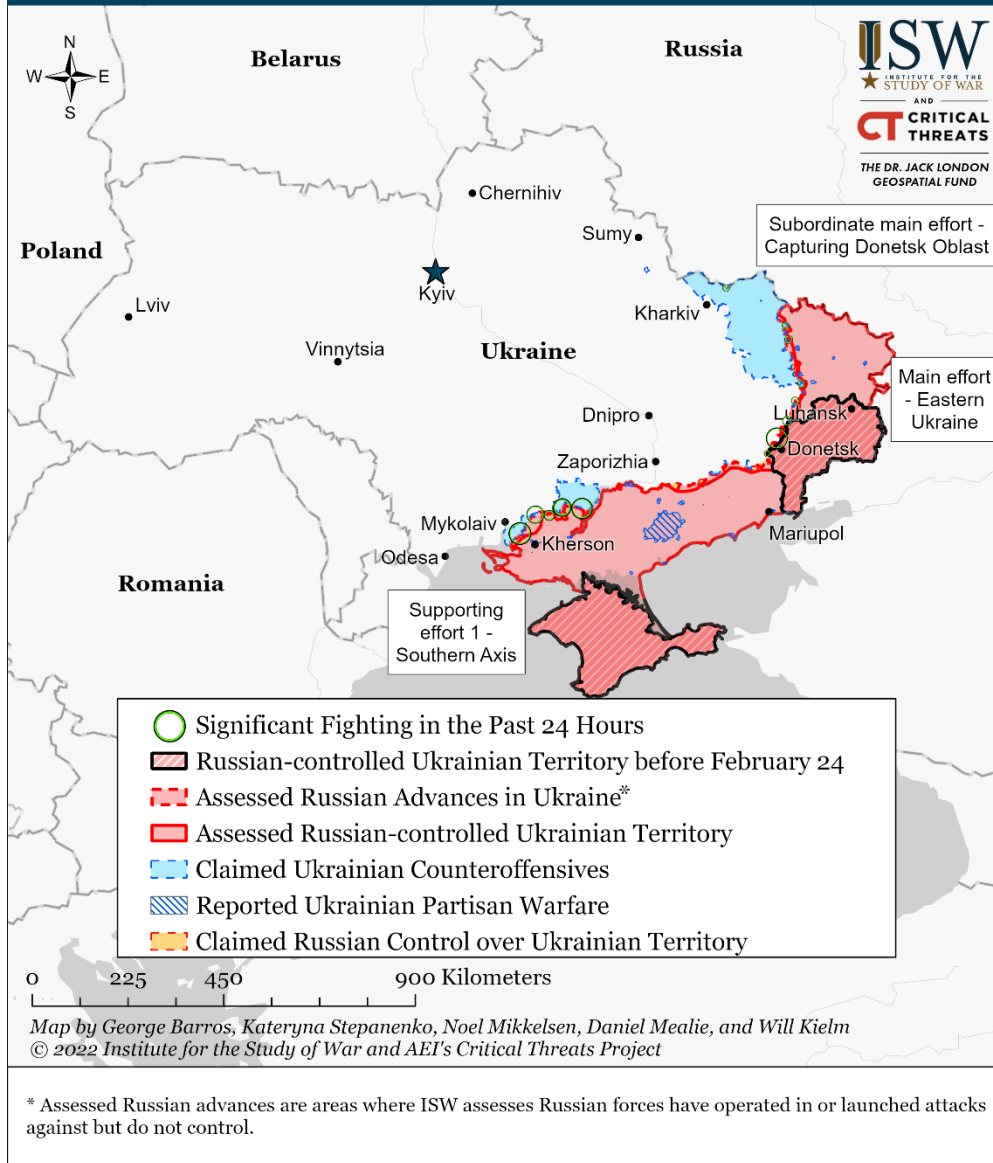 N
W E
S
Belarus
Russia
ISW
INSTITUTE FOR THE
STUDY OF WAR
AND
CT CRITICAL
THREATS
THE DR. JACK LONDON
GEOSPATIAL FUND
Chernihiv
Subordinate main effort -
Capturing Donetsk Oblast
Sumy
Poland
Kyiv
Lviv
Kharkiv
Ukraine
Vinnytsia
Main effort
- Eastern
Ukraine
Dnipro
Luhansk
Donetsk
Zaporizhia
Mykolaiv
Mariupol
Kherson
Odesa
Romania
Supporting
effort 1 -
Southern Axis
Significant Fighting in the Past 24 Hours
Russian-controlled Ukrainian Territory before February 24
Assessed Russian Advances in Ukraine*
Assessed Russian-controlled Ukrainian Territory
Claimed Ukrainian Counteroffensives
Reported Ukrainian Partisan Warfare
Claimed Russian Control over Ukrainian Territory
0 225 450 900 Kilometers
Map by George Barros, Kateryna Stepanenko, Noel Mikkelsen, Daniel Mealie, and Will Kielm
© 2022 Institute for the Study of War and AEI's Critical Threats Project
* Assessed Russian advances are areas where ISW assesses Russian forces have operated in or launched attacks
against but do not control.